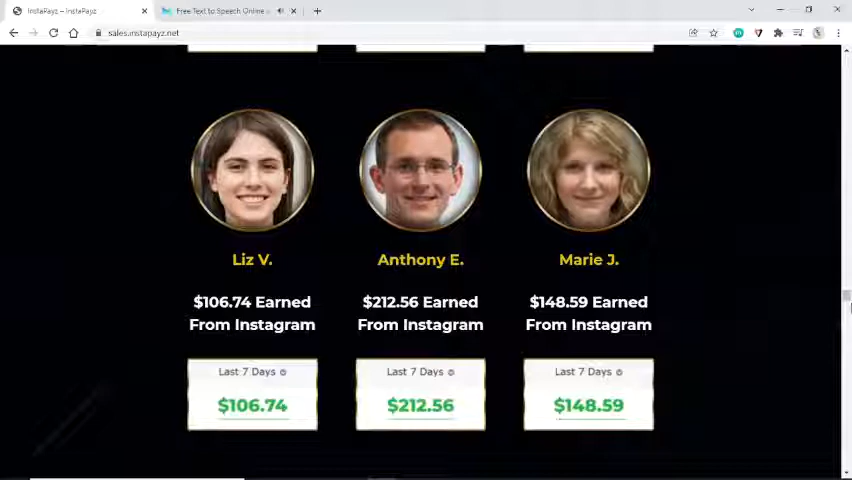 InstaPayz – InstaPayz
Free Text to Speech Online
sales.instapayz.net
Liz V.
Anthony E.
Marie J.
$106.74 Earned
From Instagram
$212.56 Earned
From Instagram
$148.59 Earned
From Instagram
Last 7 Days
$106.74
Last 7 Days
$212.56
Last 7 Days
$148.59